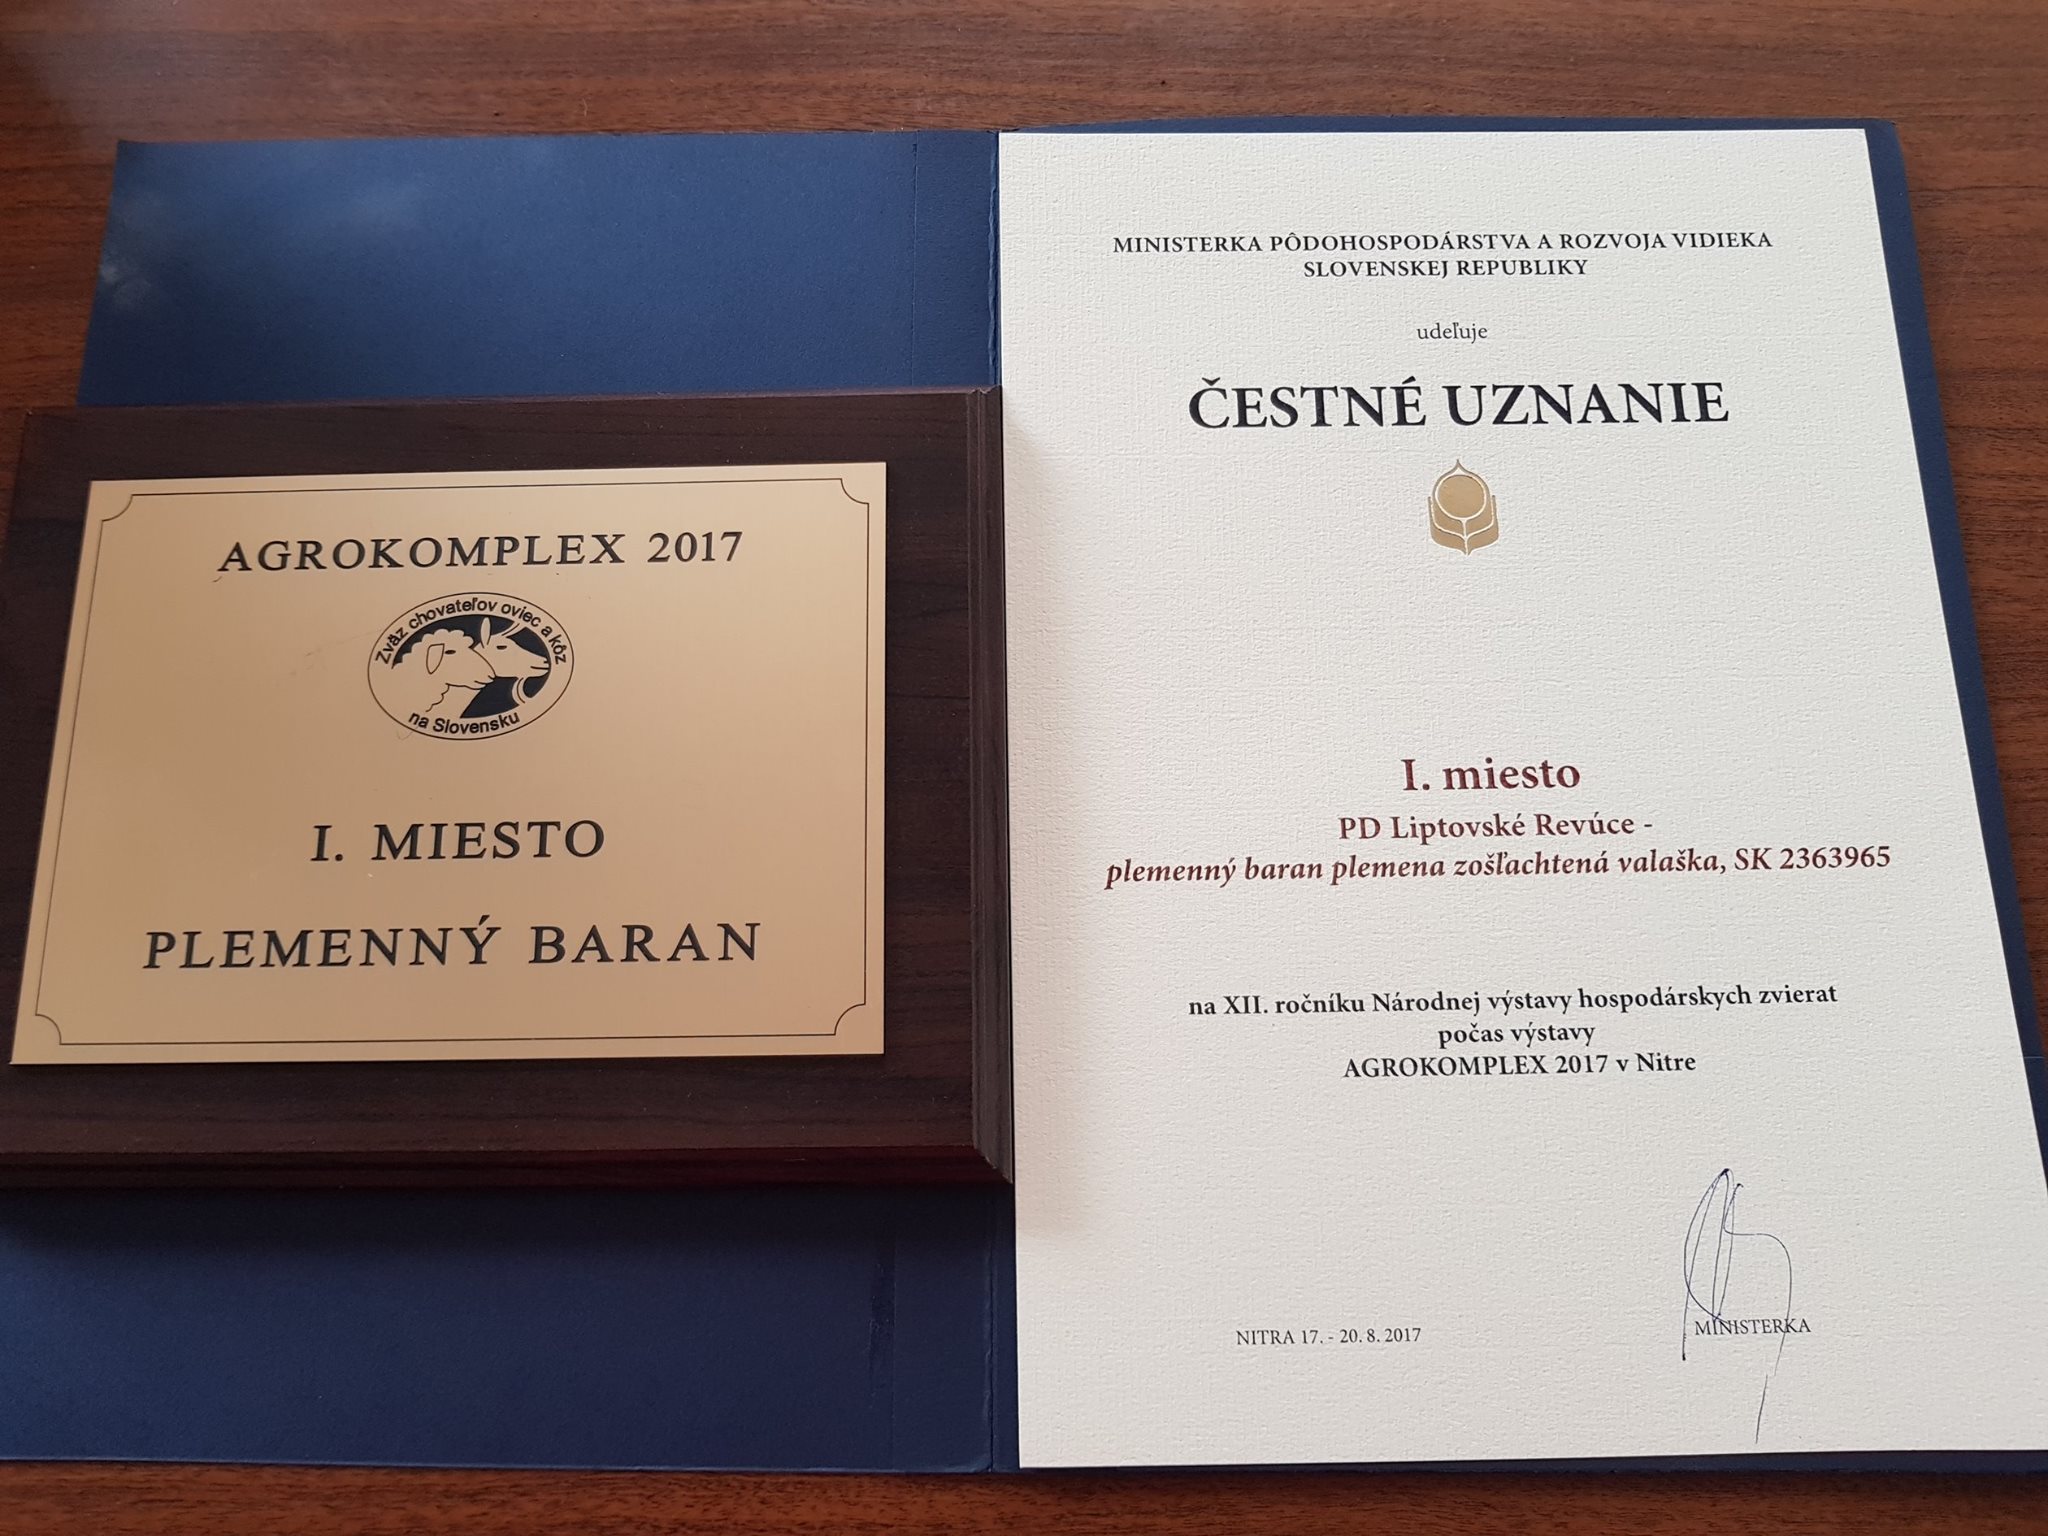 AGROKOMPLEX 2017
Zväz chovateľov oviec a kôz
na Slovensku
I. MIESTO
PLEMENNÝ BARAN
MINISTERKA PÔDOHOSPODÁRSTVA A ROZVOJA VIDIEKA
SLOVENSKEJ REPUBLIKY
udeľuje
ČESTNÉ UZNANIE
I. miesto
PD Liptovské Revúce -
plemenný baran plemena zošľachtená valaška, SK 2363965
na XII. ročníku Národnej výstavy hospodárskych zvierat
počas výstavy
AGROKOMPLEX 2017 v Nitre
NITRA 17. - 20. 8. 2017
MINISTERKA